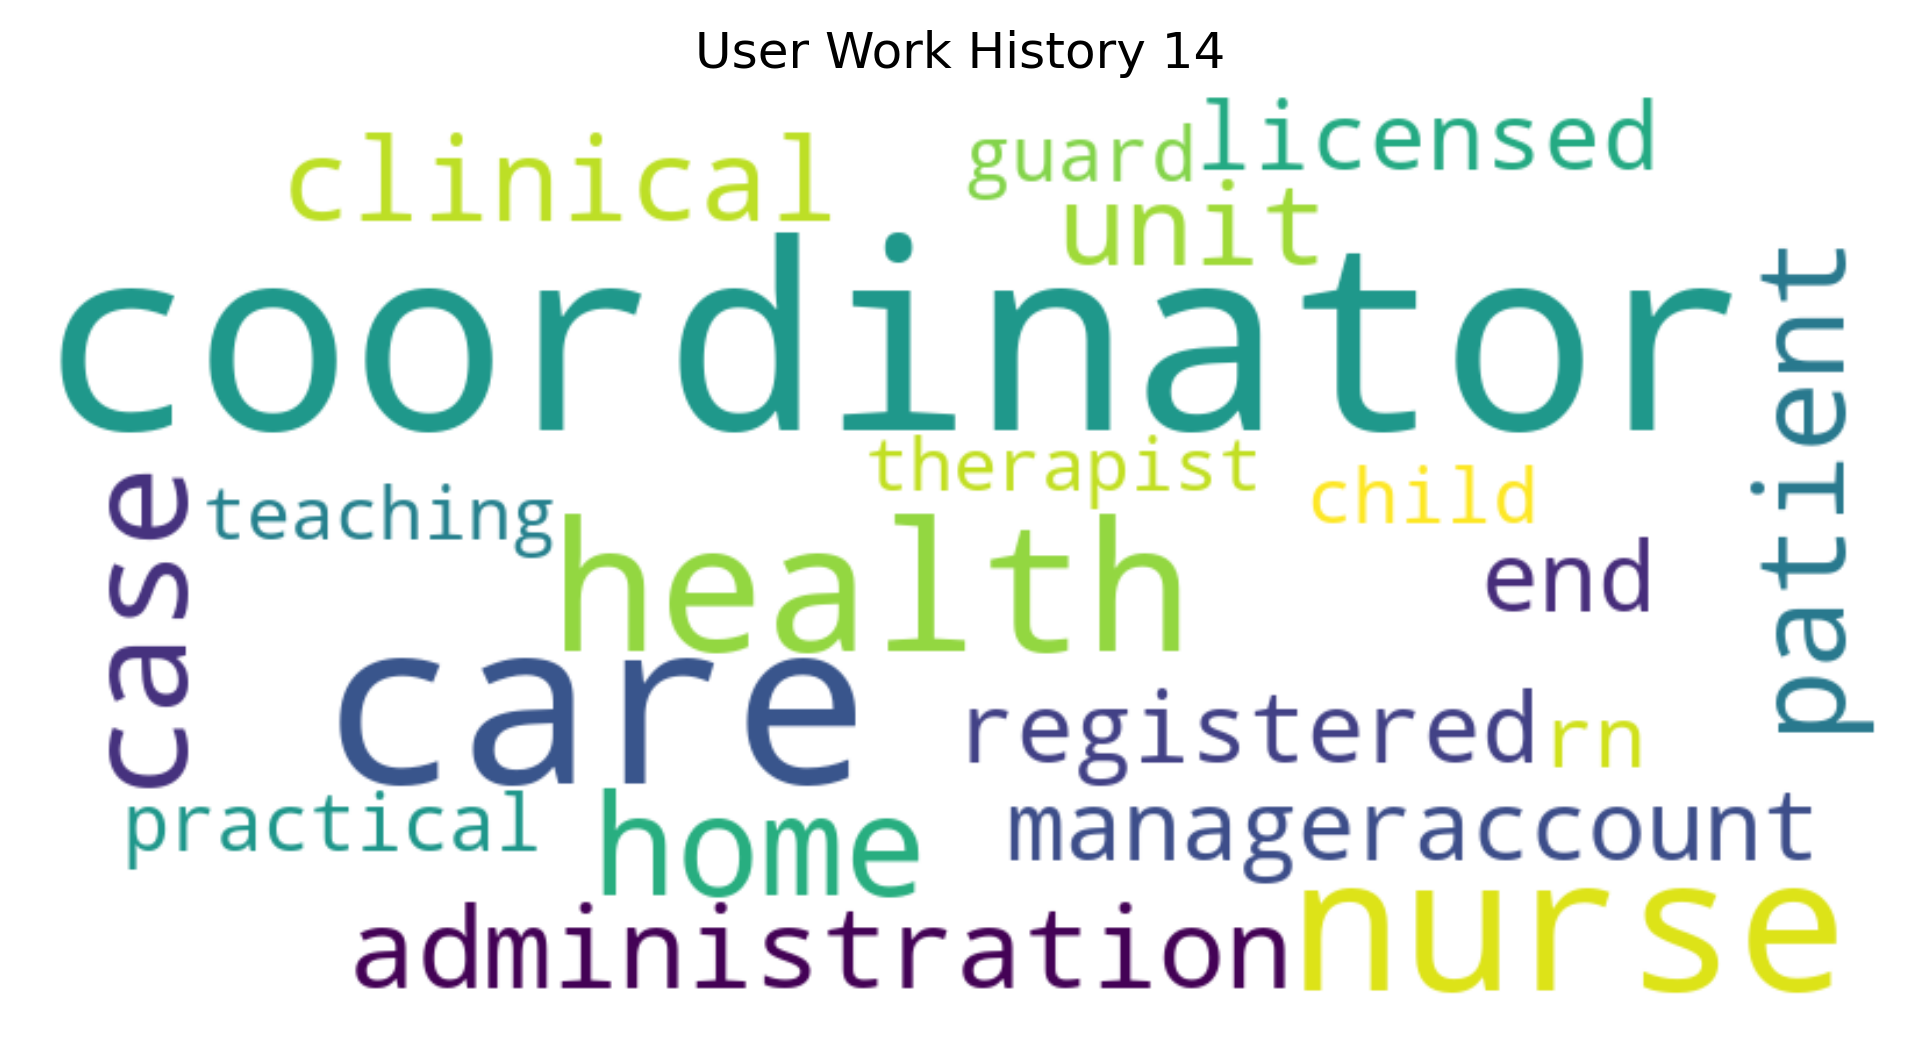 User Work History 14
clinical
guard
licensed
unit
coordinator
patient
case
therapist
child
teaching
health
end
care
registered
rn
practical
home
manager
account
administration
nurse